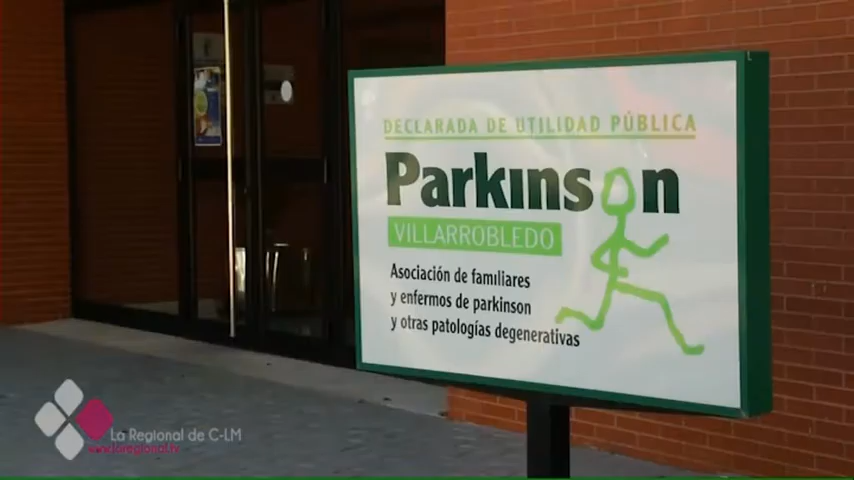 DECLARADA DE UTILIDAD PÚBLICA
Parkinson
VILLARROBLEDO
Asociación de familiares
y enfermos de parkinson
y otras patologías degenerativas
La Regional de C-LM